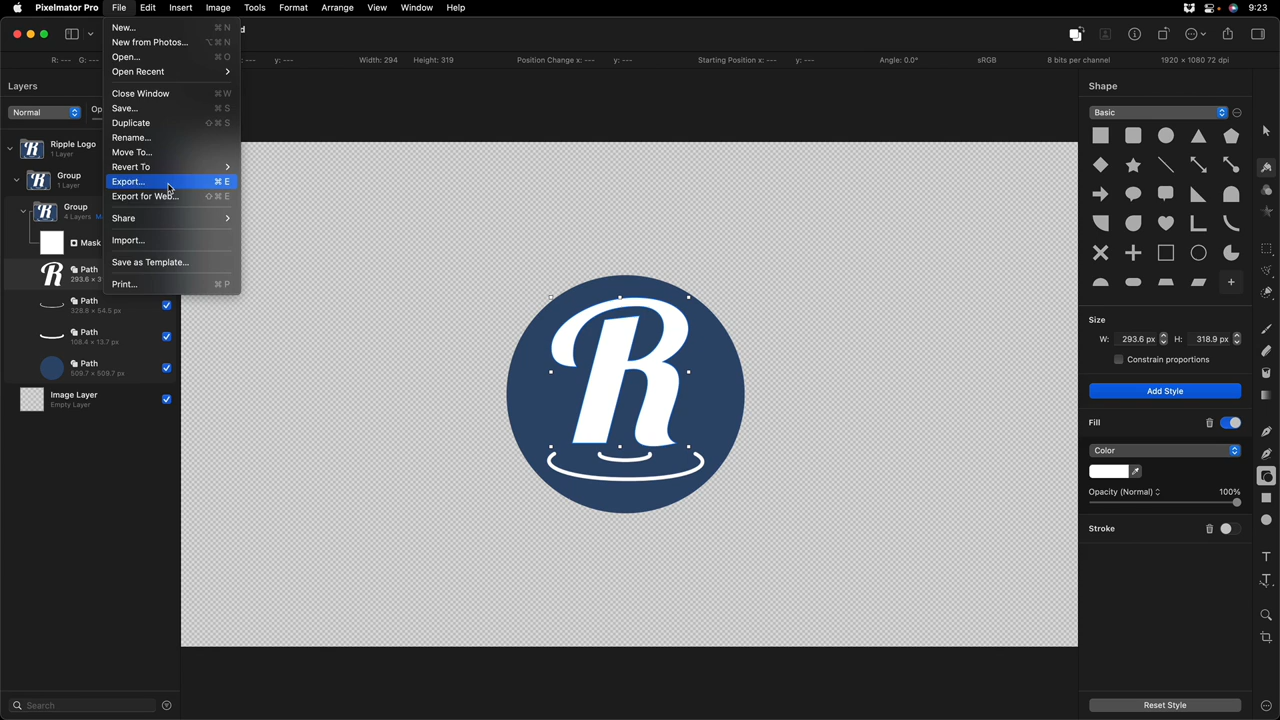 Pixelmator Pro File Edit Insert Image Tools Format Arrange View Window Help 9:23
d
R: --- G: --- y: --- Width: 294 Height: 319 Position Change x: --- y: --- Starting Position x: --- y: --- Angle: 0.0° sRGB 8 bits per channel 1920 × 1080 72 dpi
New... ⌘ N
New from Photos... ⌥ ⌘ N
Open... ⌘ O
Open Recent
Close Window ⌘ W
Save... ⌘ S
Duplicate ⇧ ⌘ S
Rename...
Move To...
Revert To
Export... ⌘ E
Export for Web... ⇧ ⌘ E
Share
Import...
Save as Template...
Print... ⌘ P
Layers
Normal Op
Ripple Logo
1 Layer
Group
1 Layer
Group
4 Layers M
Mask
Path
293.6 × 3
Path
328.8 × 54.5 px
Path
108.4 × 13.7 px
Path
509.7 × 509.7 px
Image Layer
Empty Layer
Search
R
Shape
Basic
Size
W: 293.6 px H: 318.9 px
Constrain proportions
Add Style
Fill
Color
Opacity (Normal) 100%
Stroke
Reset Style